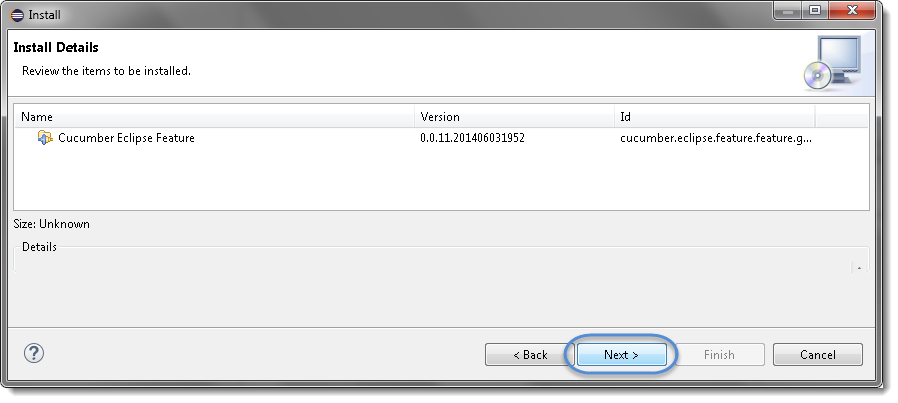 Install
Install Details
Review the items to be installed.
Name Version Id
Cucumber Eclipse Feature 0.0.11.201406031952 cucumber.eclipse.feature.feature.g...
Size: Unknown
Details
? < Back Next > Finish Cancel